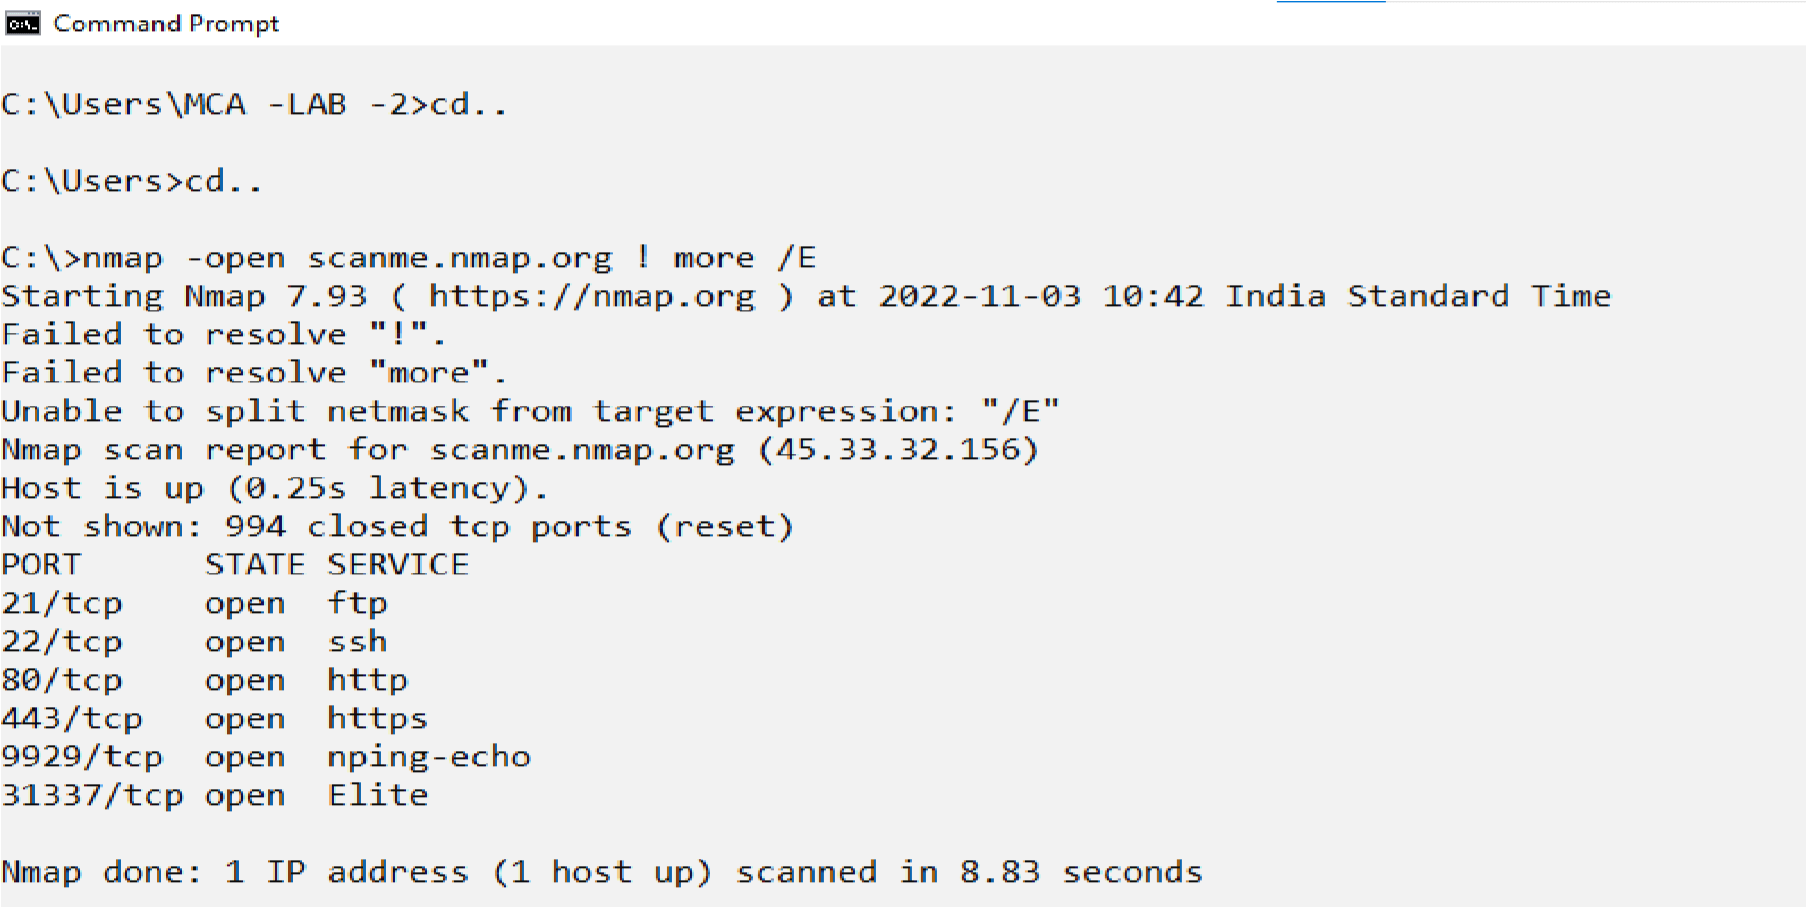 Command Prompt
C:\Users\MCA -LAB -2>cd..
C:\Users>cd..
C:\>nmap -open scanme.nmap.org ! more /E
Starting Nmap 7.93 ( https://nmap.org ) at 2022-11-03 10:42 India Standard Time
Failed to resolve "!".
Failed to resolve "more".
Unable to split netmask from target expression: "/E"
Nmap scan report for scanme.nmap.org (45.33.32.156)
Host is up (0.25s latency).
Not shown: 994 closed tcp ports (reset)
PORT      STATE SERVICE
21/tcp    open  ftp
22/tcp    open  ssh
80/tcp    open  http
443/tcp   open  https
9929/tcp  open  nping-echo
31337/tcp open  Elite
Nmap done: 1 IP address (1 host up) scanned in 8.83 seconds